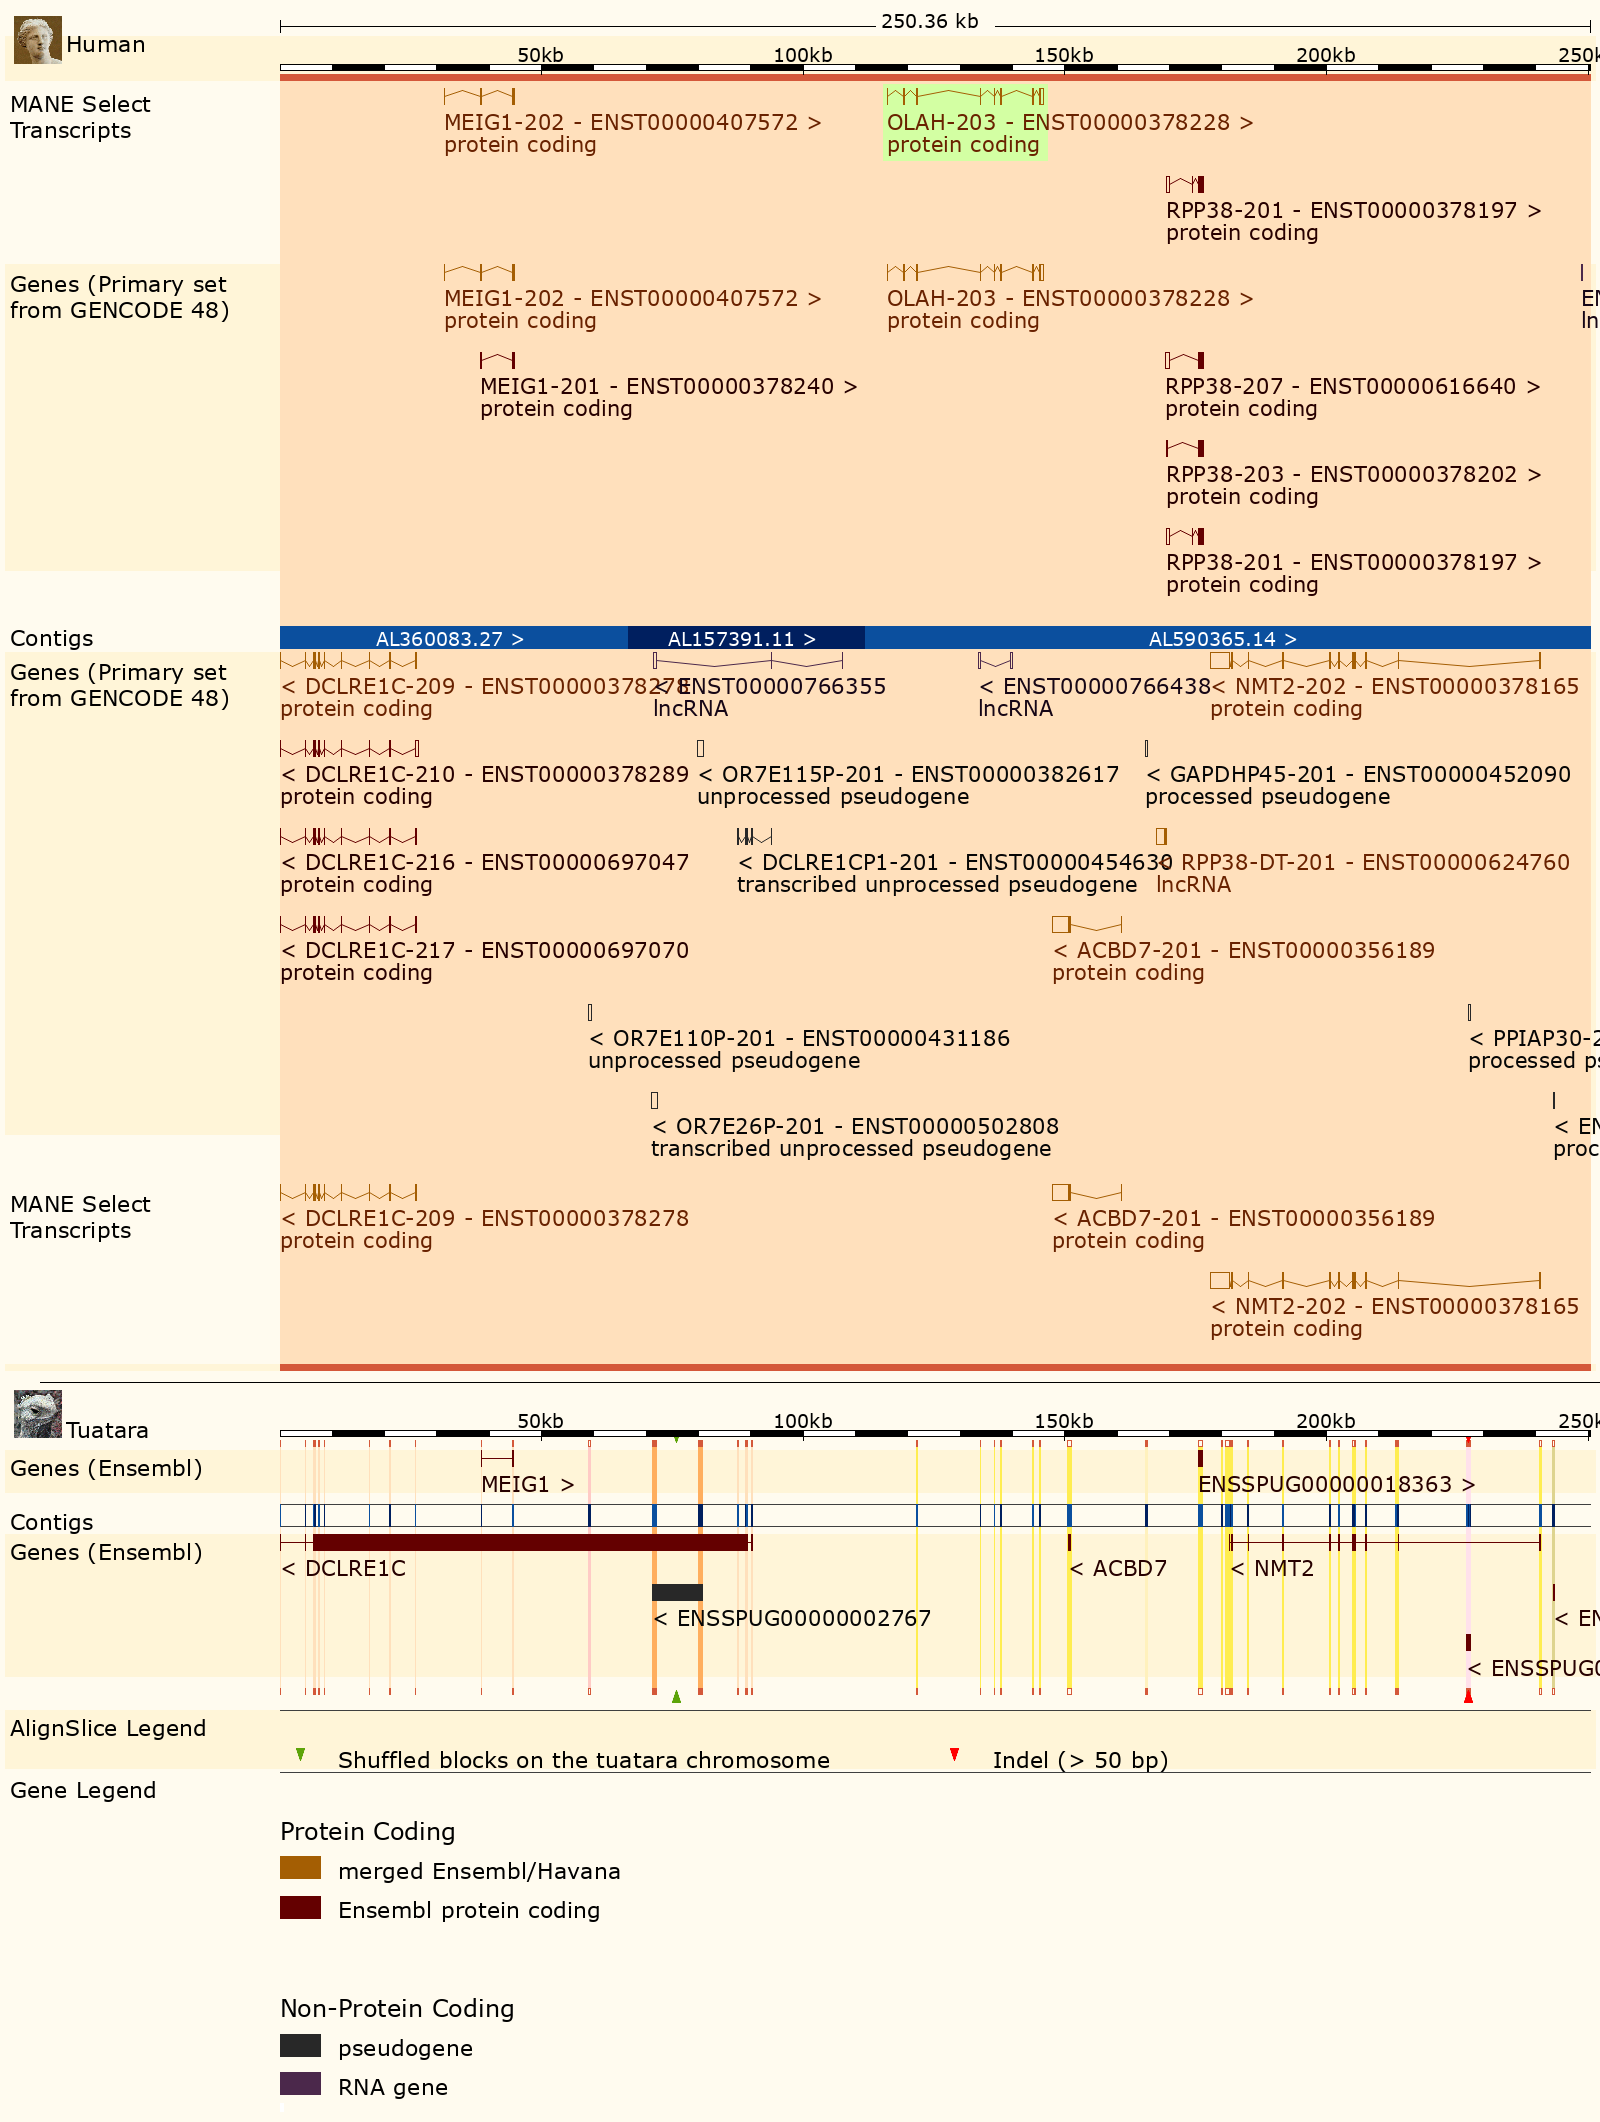 250.36 kb
Human
50kb 100kb 150kb 200kb 250k
MANE Select
Transcripts
MEIG1-202 - ENST00000407572 > OLAH-203 - ENST00000378228 >
protein coding protein coding
RPP38-201 - ENST00000378197 >
protein coding
Genes (Primary set
from GENCODE 48)
MEIG1-202 - ENST00000407572 > OLAH-203 - ENST00000378228 > EN
protein coding protein coding ln
MEIG1-201 - ENST00000378240 > RPP38-207 - ENST00000616640 >
protein coding protein coding
RPP38-203 - ENST00000378202 >
protein coding
RPP38-201 - ENST00000378197 >
protein coding
Contigs
AL360083.27 > AL157391.11 > AL590365.14 >
Genes (Primary set
from GENCODE 48)
< DCLRE1C-209 - ENST00000378278 < ENST00000766355 < ENST00000766438 < NMT2-202 - ENST00000378165
protein coding lncRNA lncRNA protein coding
< DCLRE1C-210 - ENST00000378289 < OR7E115P-201 - ENST00000382617 < GAPDHP45-201 - ENST00000452090
protein coding unprocessed pseudogene processed pseudogene
< DCLRE1C-216 - ENST00000697047 < DCLRE1CP1-201 - ENST00000454630 < RPP38-DT-201 - ENST00000624760
protein coding transcribed unprocessed pseudogene lncRNA
< DCLRE1C-217 - ENST00000697070 < ACBD7-201 - ENST00000356189
protein coding protein coding
< OR7E110P-201 - ENST00000431186 < PPIAP30-2
unprocessed pseudogene processed ps
< OR7E26P-201 - ENST00000502808 < EN
transcribed unprocessed pseudogene proc
MANE Select
Transcripts
< DCLRE1C-209 - ENST00000378278 < ACBD7-201 - ENST00000356189
protein coding protein coding
< NMT2-202 - ENST00000378165
protein coding
Tuatara
50kb 100kb 150kb 200kb 250k
Genes (Ensembl)
MEIG1 > ENSSPUG00000018363 >
Contigs
Genes (Ensembl)
< DCLRE1C < ACBD7 < NMT2
< ENSSPUG00000002767 < EN
< ENSSPUG0
AlignSlice Legend
Shuffled blocks on the tuatara chromosome Indel (> 50 bp)
Gene Legend
Protein Coding
merged Ensembl/Havana
Ensembl protein coding
Non-Protein Coding
pseudogene
RNA gene